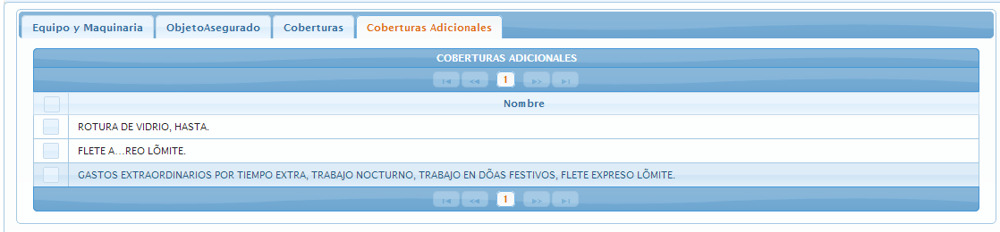 Equipo y Maquinaria ObjetoAsegurado Coberturas Coberturas Adicionales
COBERTURAS ADICIONALES
1
Nombre
ROTURA DE VIDRIO, HASTA.
FLETE A…REO LÕMITE.
GASTOS EXTRAORDINARIOS POR TIEMPO EXTRA, TRABAJO NOCTURNO, TRABAJO EN DÕAS FESTIVOS, FLETE EXPRESO LÕMITE.
1